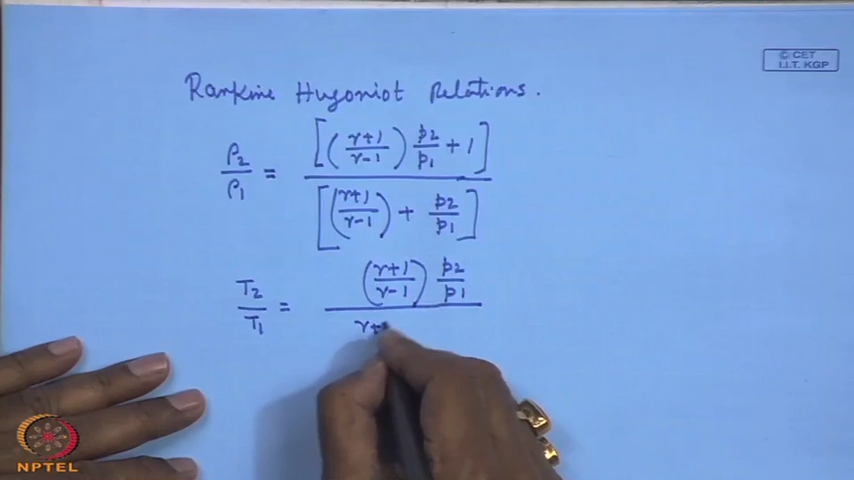 © CET
I.I.T. KGP
Rankine Hugoniot Relations.
ρ2/ρ1 = [((γ+1)/(γ-1)) p2/p1 + 1] / [((γ+1)/(γ-1)) + p2/p1]
T2/T1 = ((γ+1)/(γ-1)) p2/p1 / γ+
NPTEL